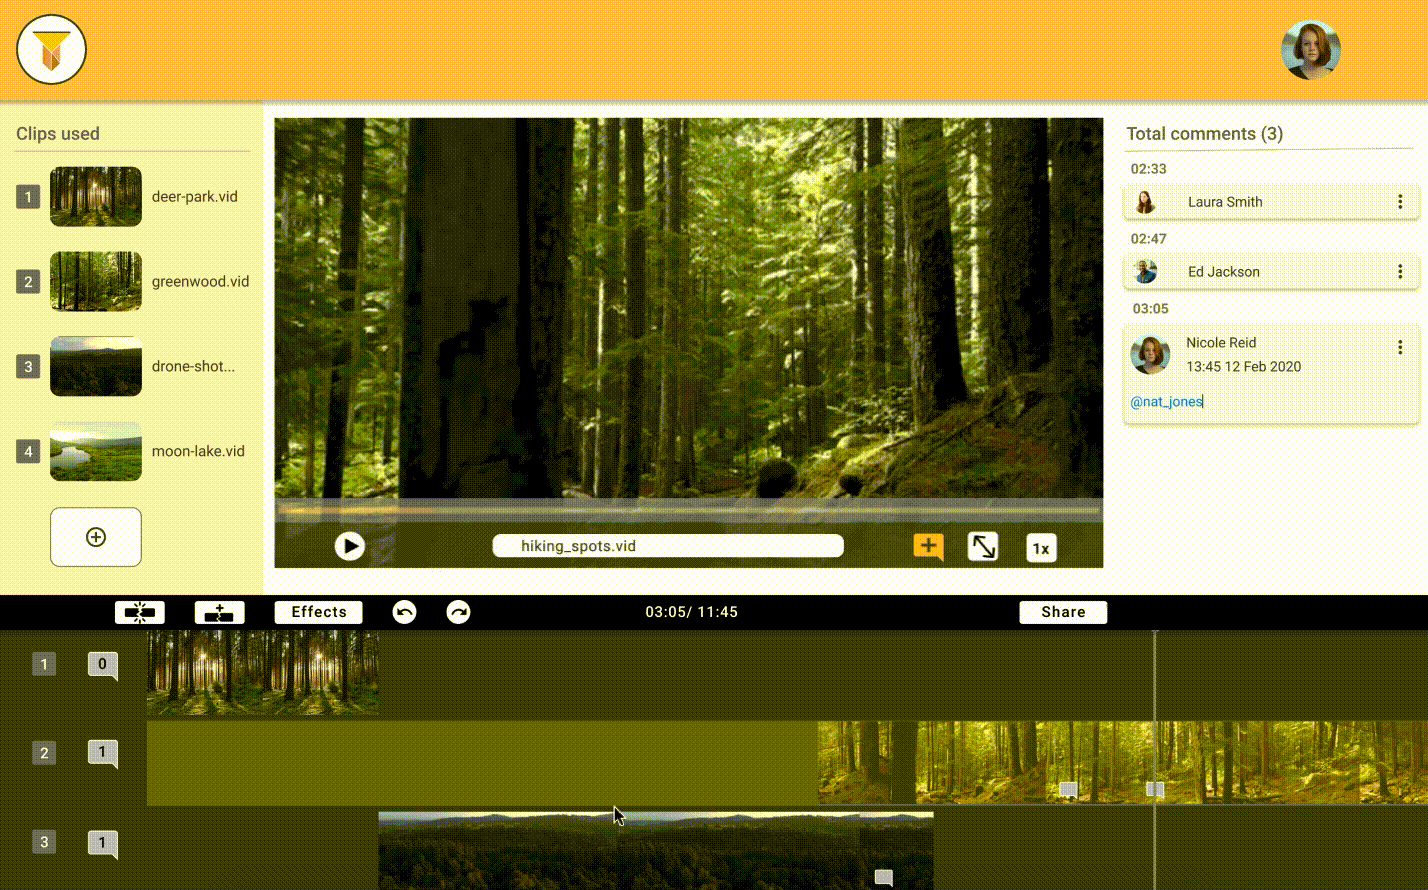 Clips used
1
deer-park.vid
2
greenwood.vid
3
drone-shot...
4
moon-lake.vid
hiking_spots.vid
1x
Total comments (3)
02:33
Laura Smith
02:47
Ed Jackson
03:05
Nicole Reid
13:45 12 Feb 2020
@nat_jones
Effects
03:05/ 11:45
Share
1
0
2
1
3
1